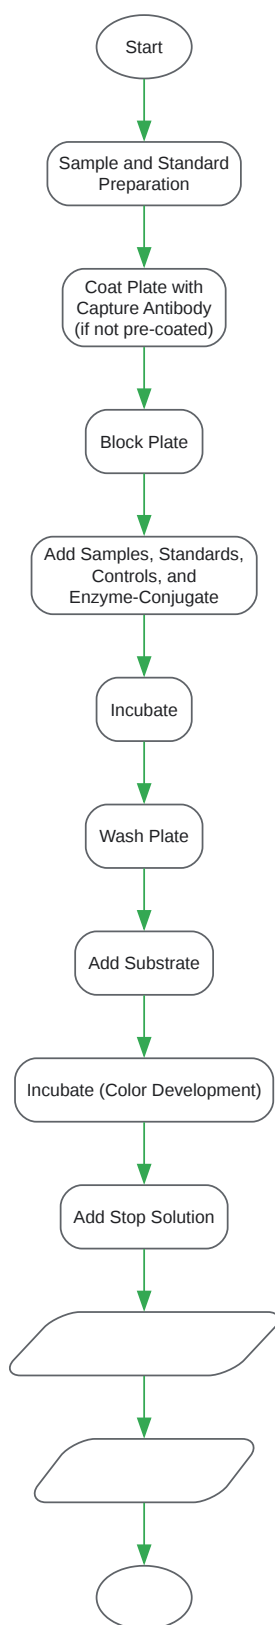 Start
Sample and Standard
Preparation
Coat Plate with
Capture Antibody
(if not pre-coated)
Block Plate
Add Samples, Standards,
Controls, and
Enzyme-Conjugate
Incubate
Wash Plate
Add Substrate
Incubate (Color Development)
Add Stop Solution